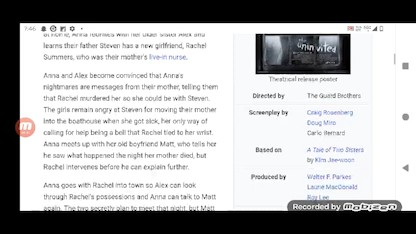 7:46
at home, Anna reunites with her older sister Alex and
learns their father Steven has a new girlfriend, Rachel
Summers, who was their mother's live-in nurse.
Anna and Alex become convinced that Anna's
nightmares are messages from their mother, telling them
that Rachel murdered her so she could be with Steven.
The girls remain angry at Steven for moving their mother
into the boathouse when she got sick, her only way of
calling for help being a bell that Rachel tied to her wrist.
Anna meets up with her old boyfriend Matt, who tells her
he saw what happened the night her mother died, but
Rachel intervenes before he can explain further.
Anna goes with Rachel into town so Alex can look
through Rachel's possessions and Anna can talk to Matt
again. The two secretly plan to meet that night, but Matt
the uninvited
Theatrical release poster
Directed by The Guard Brothers
Screenplay by Craig Rosenberg
Doug Miro
Carlo Bernard
Based on A Tale of Two Sisters
by Kim Jee-woon
Produced by Walter F. Parkes
Laurie MacDonald
Roy Lee
Recorded by Mobizen